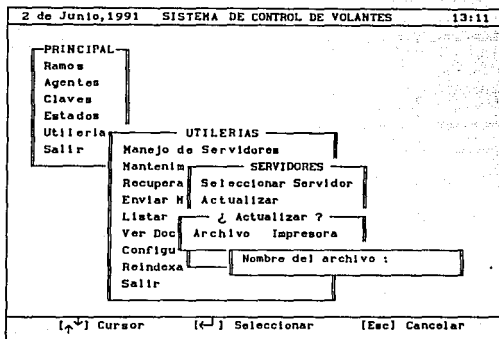 2 de Junio,1991 SISTEMA DE CONTROL DE VOLANTES 13:11
PRINCIPAL
Ramos
Agentes
Claves
Estados
Utileria
Salir
UTILERIAS
Manejo de Servidores
Mantenim
Recupera
Enviar M
Listar
Ver Doc
Configu
Reindexa
Salir
SERVIDORES
Seleccionar Servidor
Actualizar
¿ Actualizar ?
Archivo Impresora
Nombre del archivo :
[↑↓] Cursor [←┘] Seleccionar [Esc] Cancelar